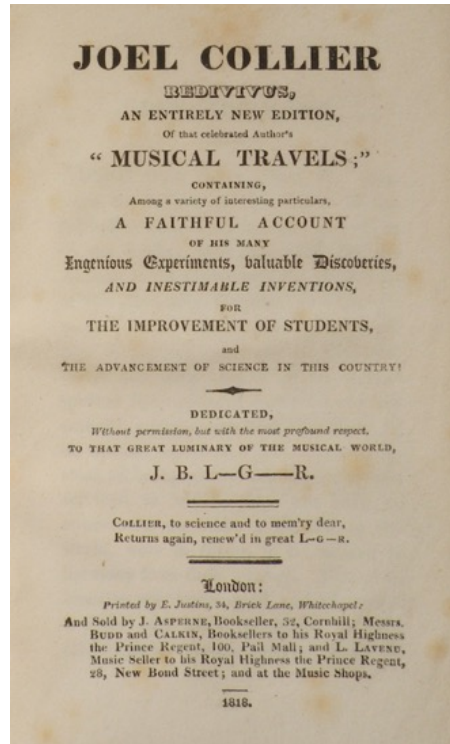 JOEL COLLIER
REDIVIVUS,
AN ENTIRELY NEW EDITION,
Of that celebrated Author's
“ MUSICAL TRAVELS;”
CONTAINING,
Among a variety of interesting particulars,
A FAITHFUL ACCOUNT
OF HIS MANY
Ingenious Experiments, valuable Discoveries,
AND INESTIMABLE INVENTIONS,
FOR
THE IMPROVEMENT OF STUDENTS,
and
THE ADVANCEMENT OF SCIENCE IN THIS COUNTRY!
DEDICATED,
Without permission, but with the most profound respect,
TO THAT GREAT LUMINARY OF THE MUSICAL WORLD,
J. B. L—G——R.
COLLIER, to science and to mem'ry dear,
Returns again, renew'd in great L—G—R.
London:
Printed by E. Justins, 34, Brick Lane, Whitechapel:
And Sold by J. ASPERNE, Bookseller, 32, Cornhill; Messrs.
BUDD and CALKIN, Booksellers to his Royal Highness
the Prince Regent, 100, Pall Mall; and L. LAVENU,
Music Seller to his Royal Highness the Prince Regent,
28, New Bond Street; and at the Music Shops.
1818.